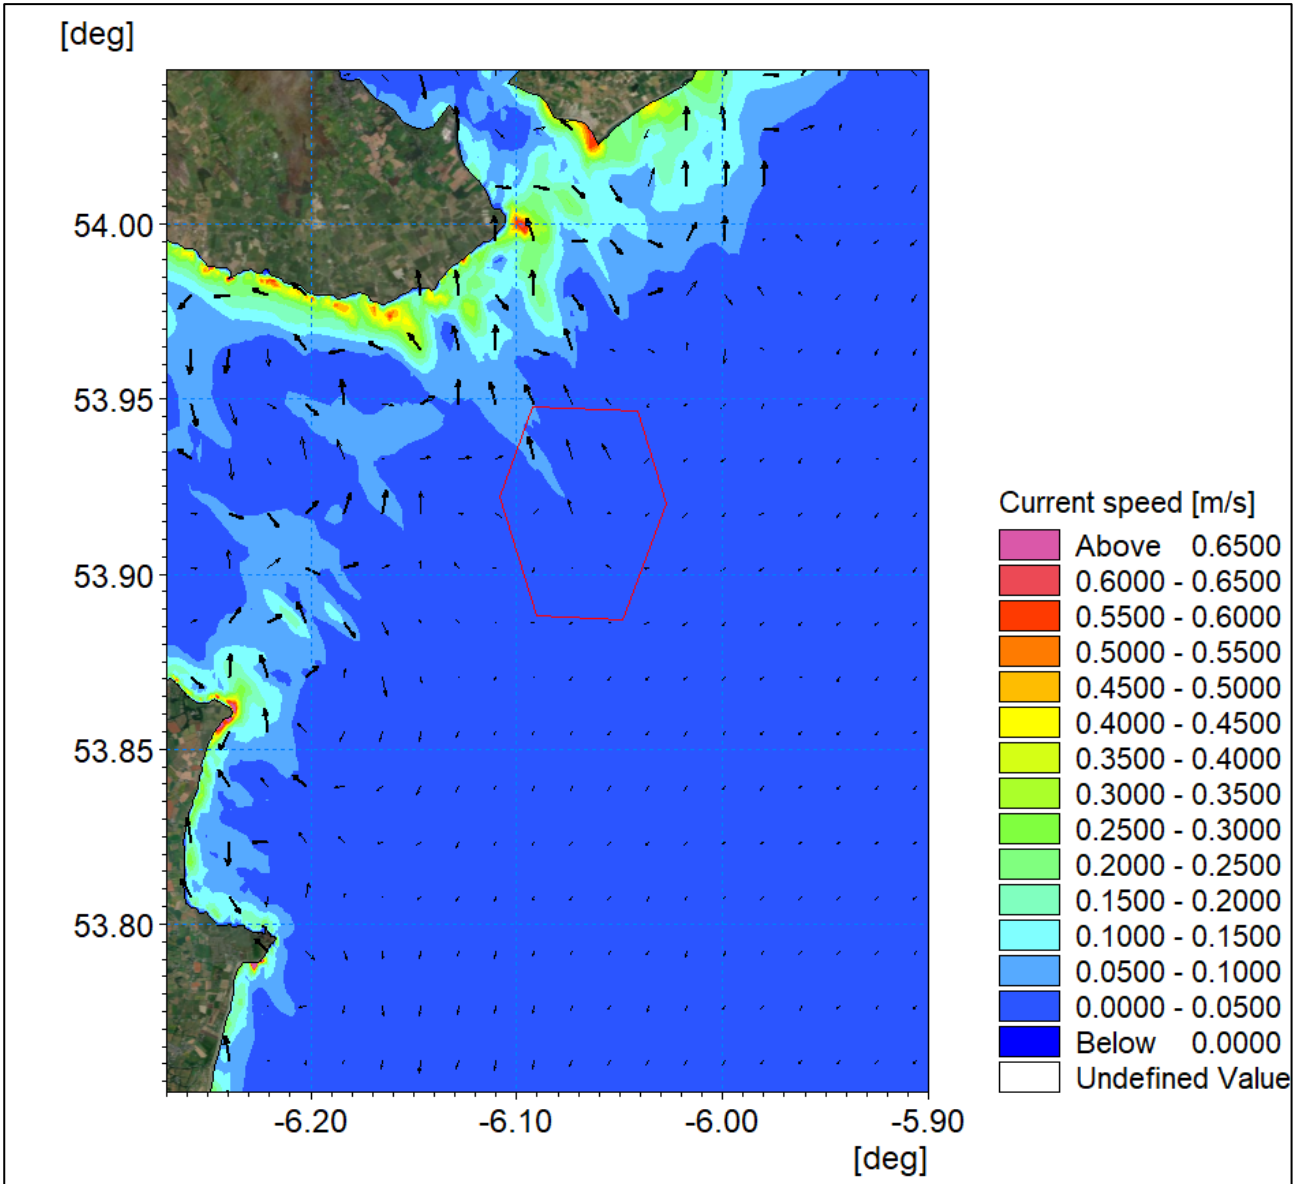 [deg]
54.00
53.95
53.90
53.85
53.80
-6.20
-6.10
-6.00
-5.90
[deg]
Current speed [m/s]
Above 0.6500
0.6000 - 0.6500
0.5500 - 0.6000
0.5000 - 0.5500
0.4500 - 0.5000
0.4000 - 0.4500
0.3500 - 0.4000
0.3000 - 0.3500
0.2500 - 0.3000
0.2000 - 0.2500
0.1500 - 0.2000
0.1000 - 0.1500
0.0500 - 0.1000
0.0000 - 0.0500
Below 0.0000
Undefined Value